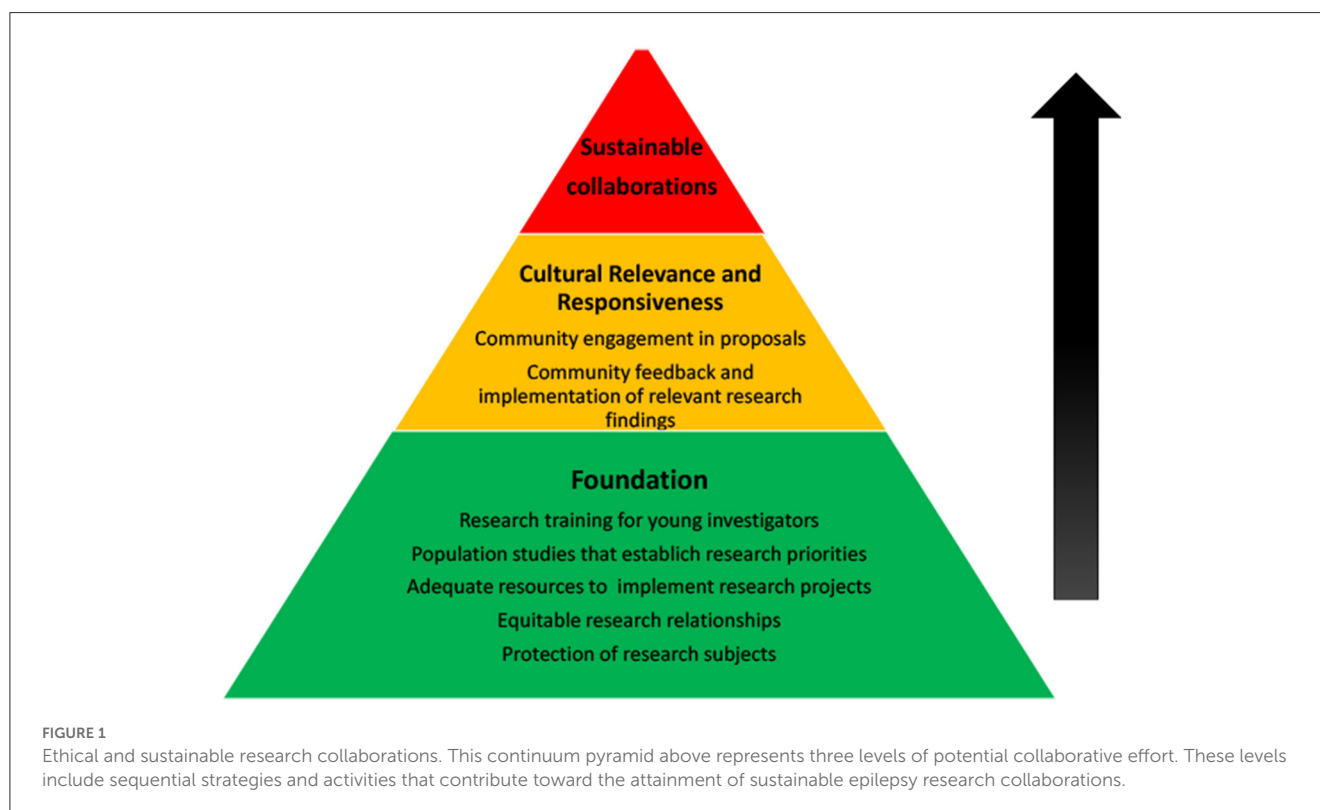 Sustainable
collaborations
Cultural Relevance and
Responsiveness
Community engagement in proposals
Community feedback and
implementation of relevant research
findings
Foundation
Research training for young investigators
Population studies that establich research priorities
Adequate resources to implement research projects
Equitable research relationships
Protection of research subjects
FIGURE 1
Ethical and sustainable research collaborations. This continuum pyramid above represents three levels of potential collaborative effort. These levels
include sequential strategies and activities that contribute toward the attainment of sustainable epilepsy research collaborations.